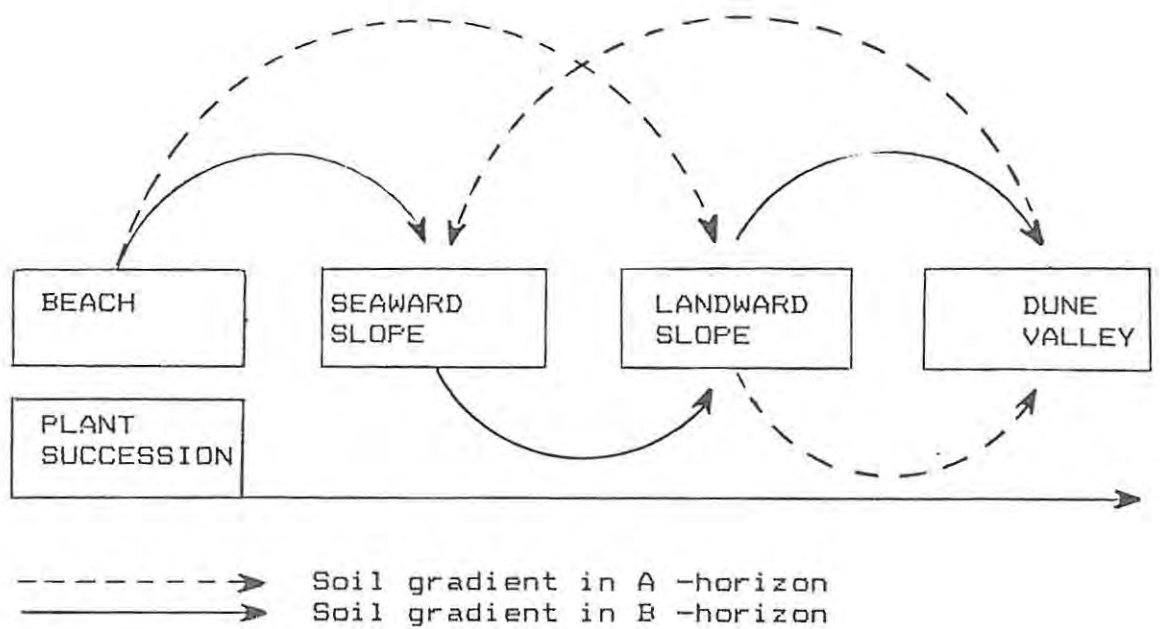 BEACH
SEAWARD
SLOPE
LANDWARD
SLOPE
DUNE
VALLEY
PLANT
SUCCESSION
Soil gradient in A -horizon
Soil gradient in B -horizon